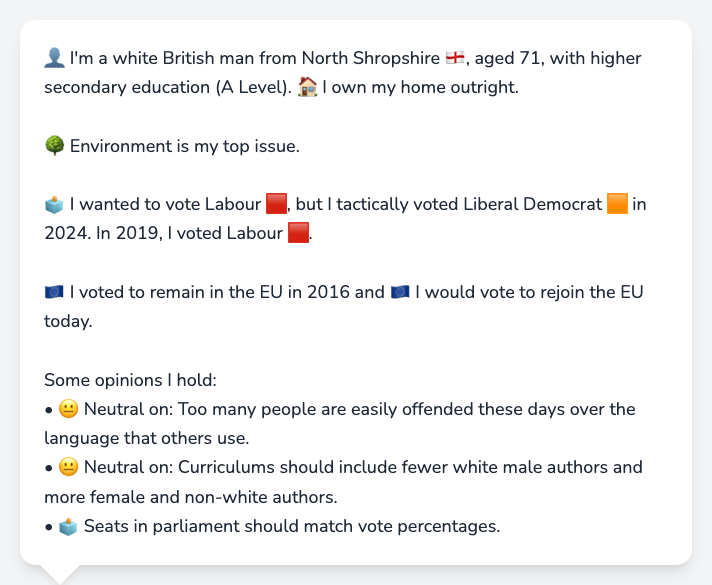 👤 I'm a white British man from North Shropshire 🏴󠁧󠁢󠁥󠁮󠁧󠁿, aged 71, with higher
secondary education (A Level). 🏠 I own my home outright.
🌳 Environment is my top issue.
🗳️ I wanted to vote Labour 🟥, but I tactically voted Liberal Democrat 🟧 in
2024. In 2019, I voted Labour 🟥.
🇪🇺 I voted to remain in the EU in 2016 and 🇪🇺 I would vote to rejoin the EU
today.
Some opinions I hold:
• 😐 Neutral on: Too many people are easily offended these days over the
language that others use.
• 😐 Neutral on: Curriculums should include fewer white male authors and
more female and non-white authors.
• 🗳️ Seats in parliament should match vote percentages.